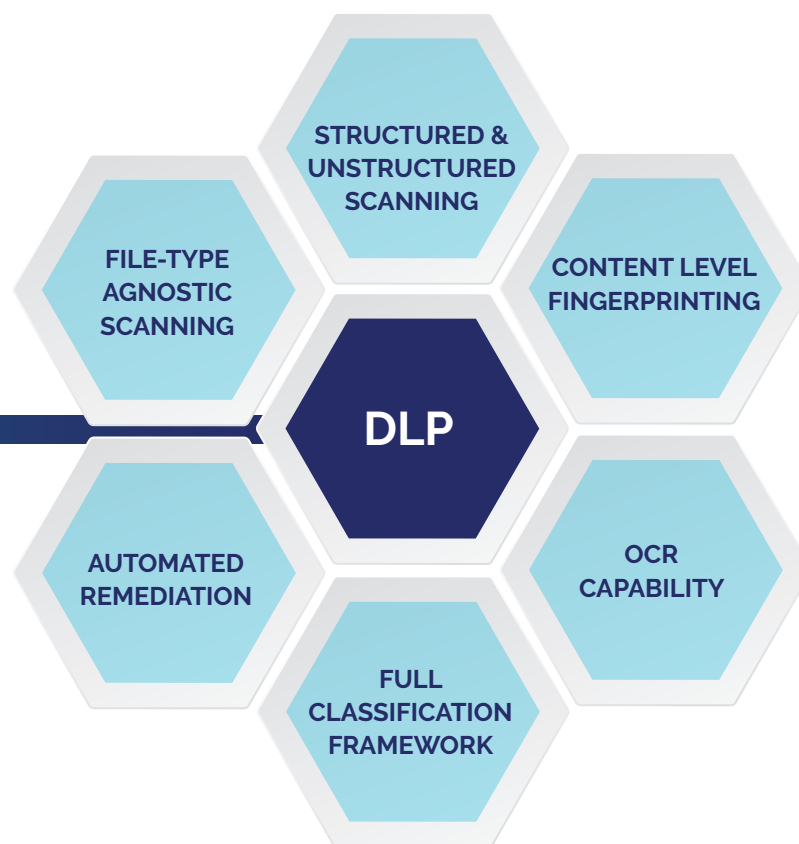 STRUCTURED &
UNSTRUCTURED
SCANNING
FILE-TYPE
AGNOSTIC
SCANNING
CONTENT LEVEL
FINGERPRINTING
DLP
AUTOMATED
REMEDIATION
OCR
CAPABILITY
FULL
CLASSIFICATION
FRAMEWORK